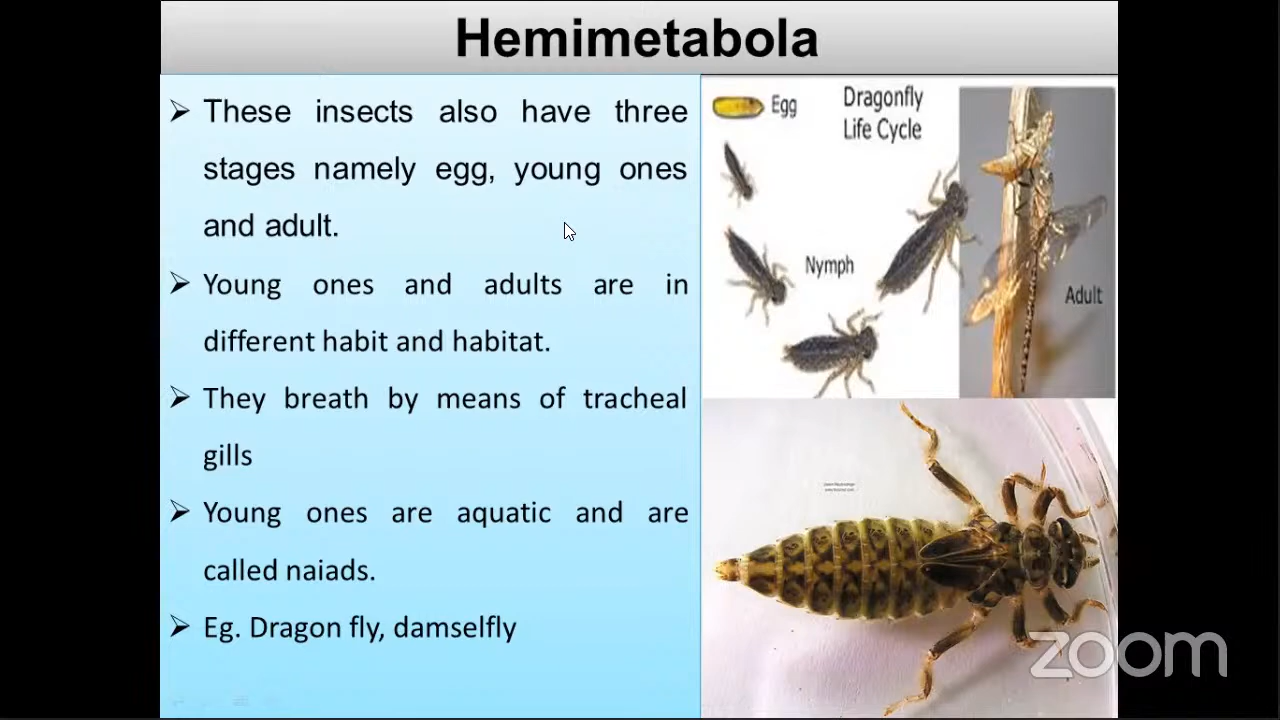 Hemimetabola
➢ These insects also have three
stages namely egg, young ones
and adult.
➢ Young ones and adults are in
different habit and habitat.
➢ They breath by means of tracheal
gills
➢ Young ones are aquatic and are
called naiads.
➢ Eg. Dragon fly, damselfly
Egg
Dragonfly
Life Cycle
Nymph
Adult
zoom